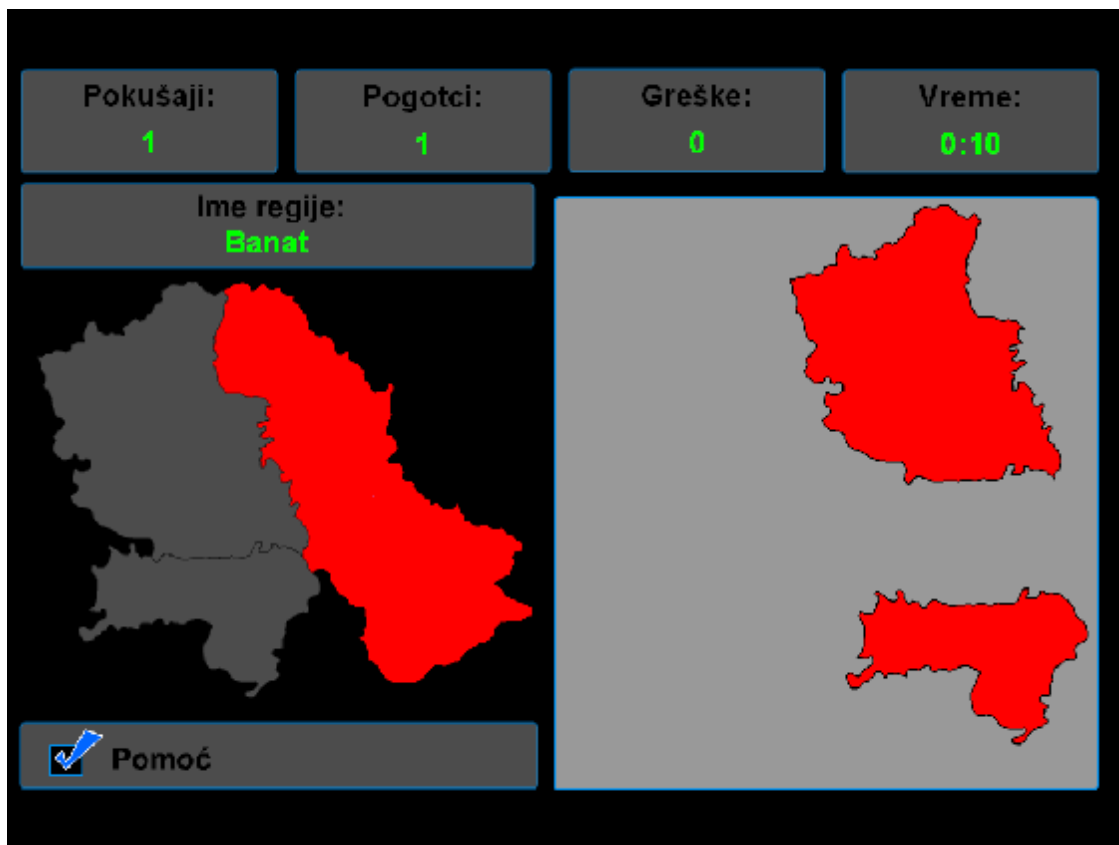 Pokušaji:
1
Pogotci:
1
Greške:
0
Vreme:
0:10
Ime regije:
Banat
Pomoć